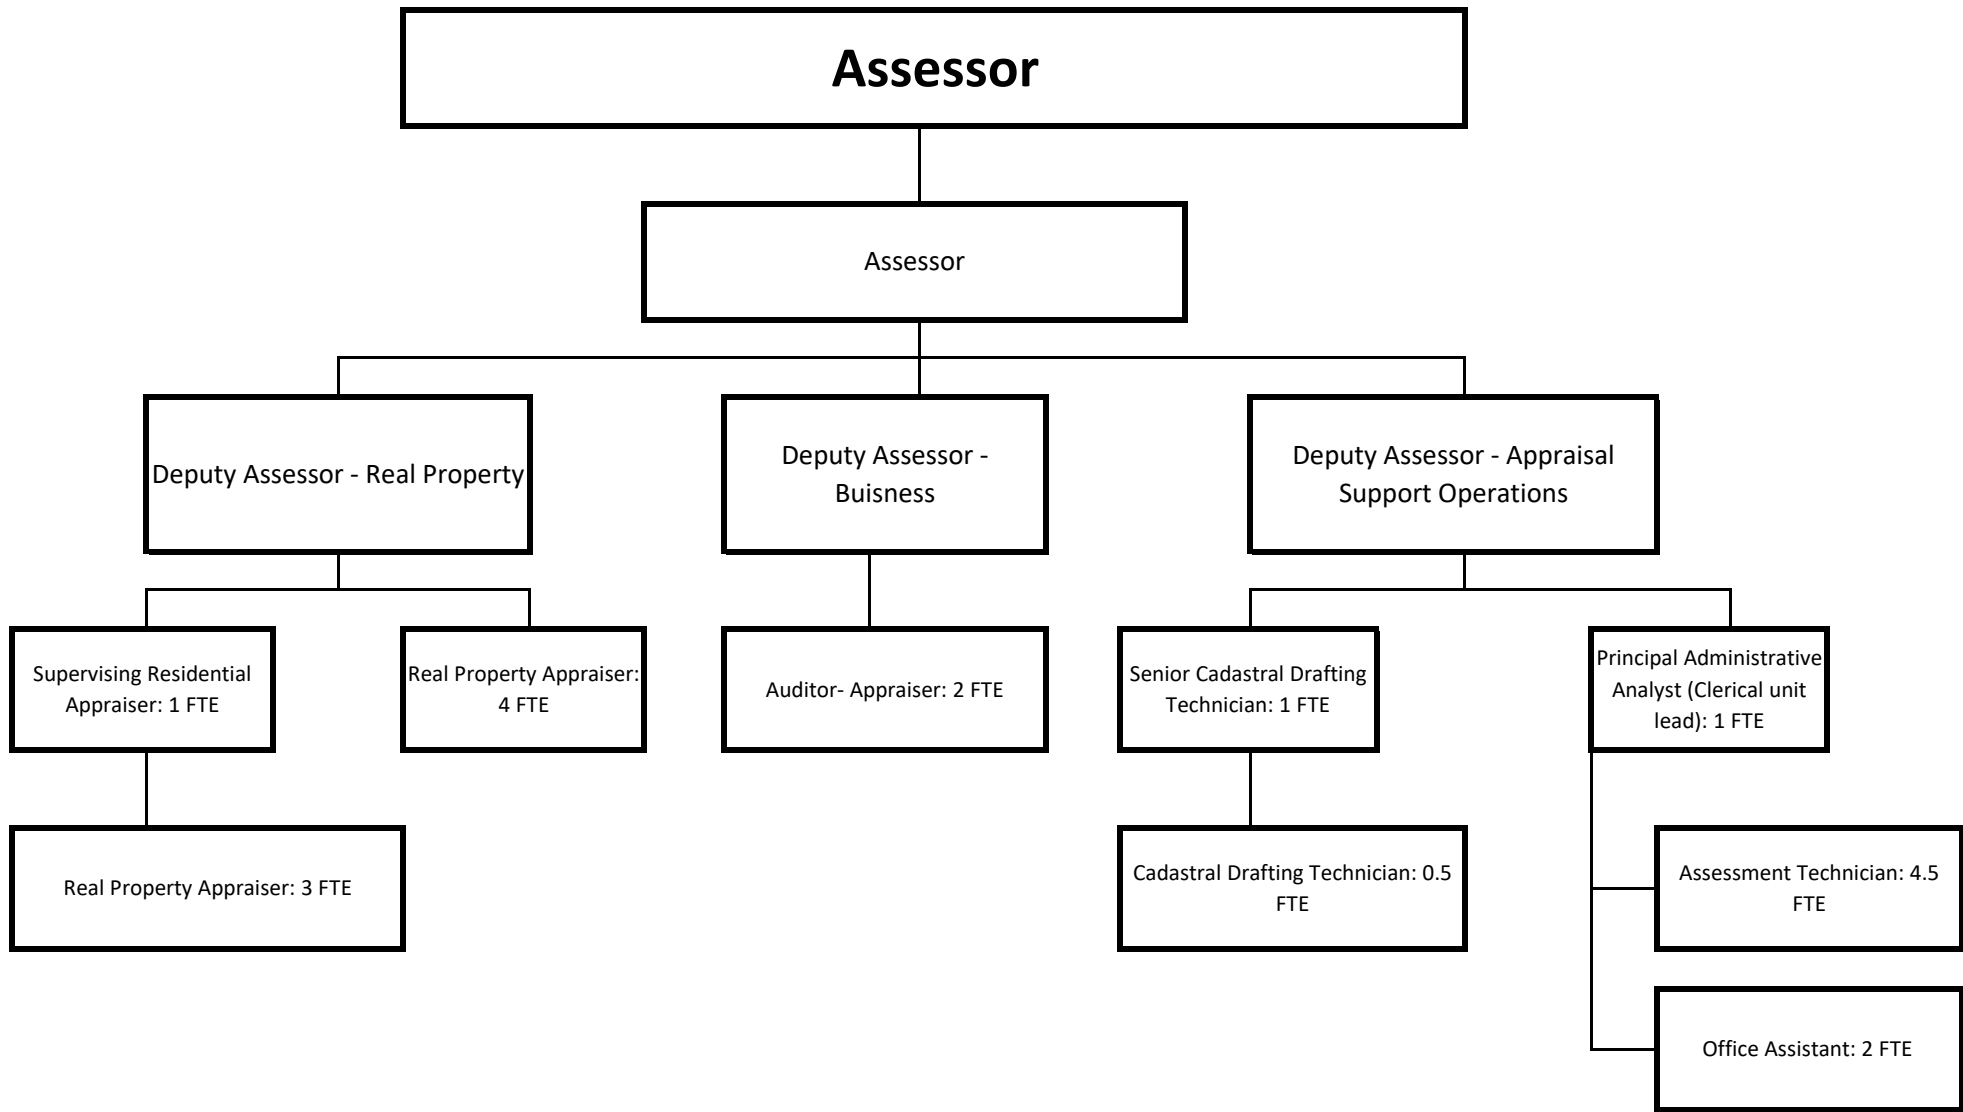 Assessor
Assessor
Deputy Assessor - Real Property
Deputy Assessor -
Buisness
Deputy Assessor - Appraisal
Support Operations
Supervising Residential
Appraiser: 1 FTE
Real Property Appraiser:
4 FTE
Auditor- Appraiser: 2 FTE
Senior Cadastral Drafting
Technician: 1 FTE
Principal Administrative
Analyst (Clerical unit
lead): 1 FTE
Real Property Appraiser: 3 FTE
Cadastral Drafting Technician: 0.5
FTE
Assessment Technician: 4.5
FTE
Office Assistant: 2 FTE